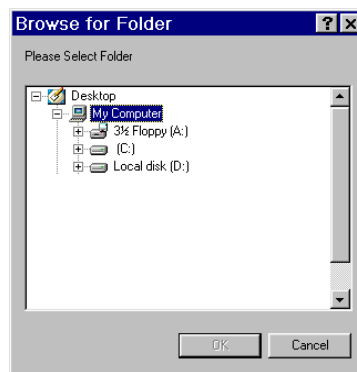 Browse for Folder
Please Select Folder
Desktop
My Computer
3½ Floppy (A:)
(C:)
Local disk (D:)
OK
Cancel